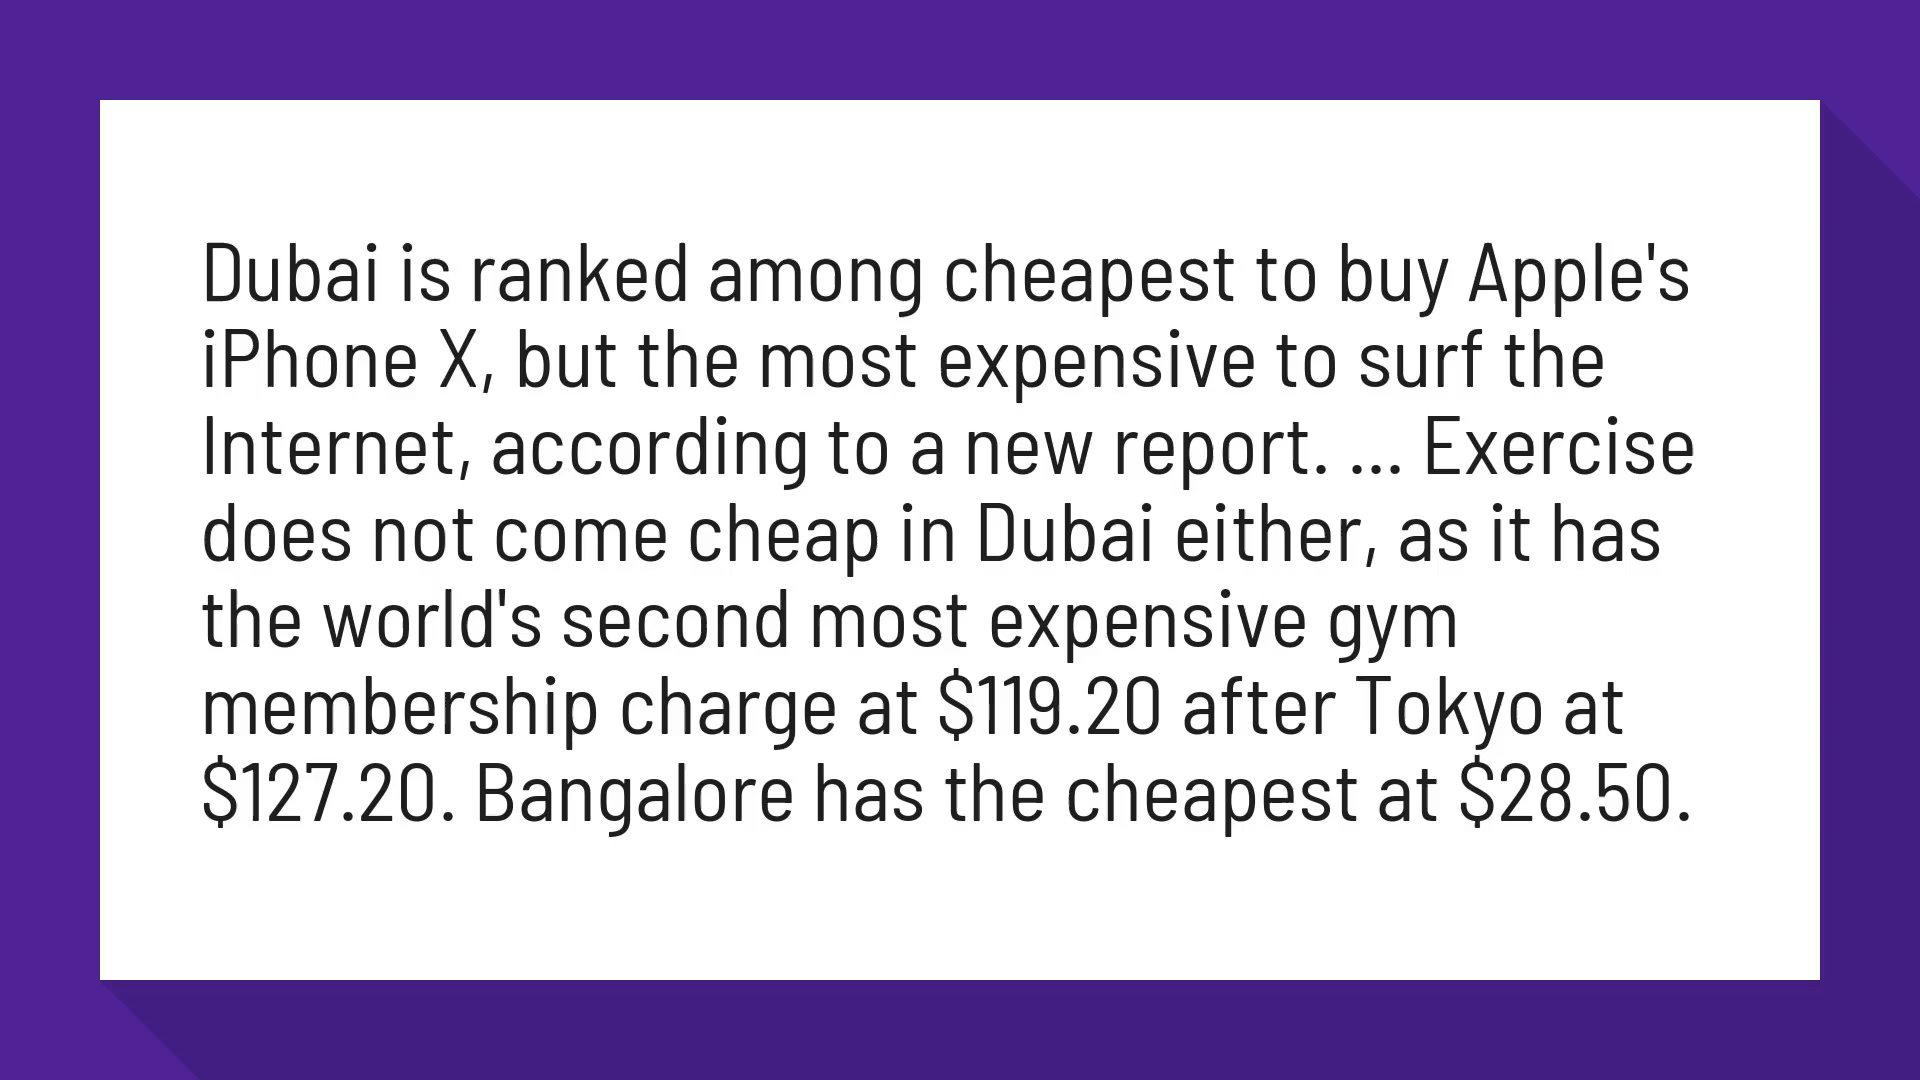 Dubai is ranked among cheapest to buy Apple's
iPhone X, but the most expensive to surf the
Internet, according to a new report. ... Exercise
does not come cheap in Dubai either, as it has
the world's second most expensive gym
membership charge at $119.20 after Tokyo at
$127.20. Bangalore has the cheapest at $28.50.